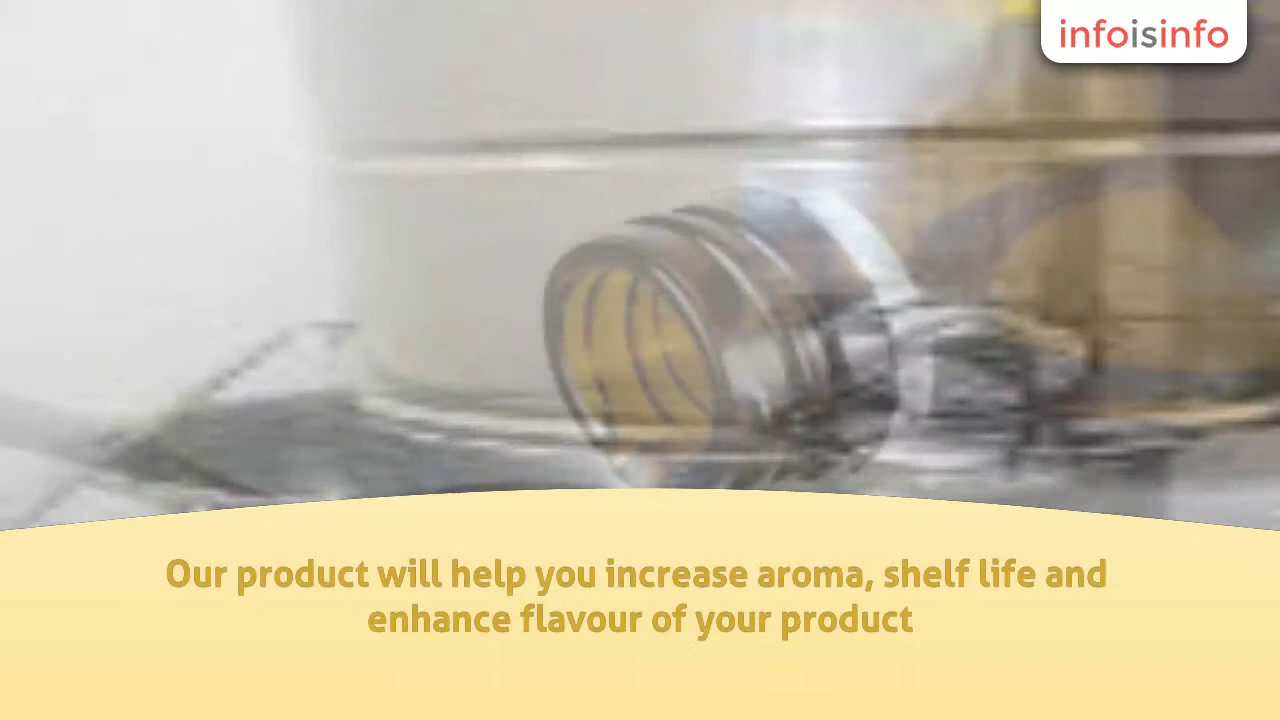 infoisinfo
Our product will help you increase aroma, shelf life and
enhance flavour of your product